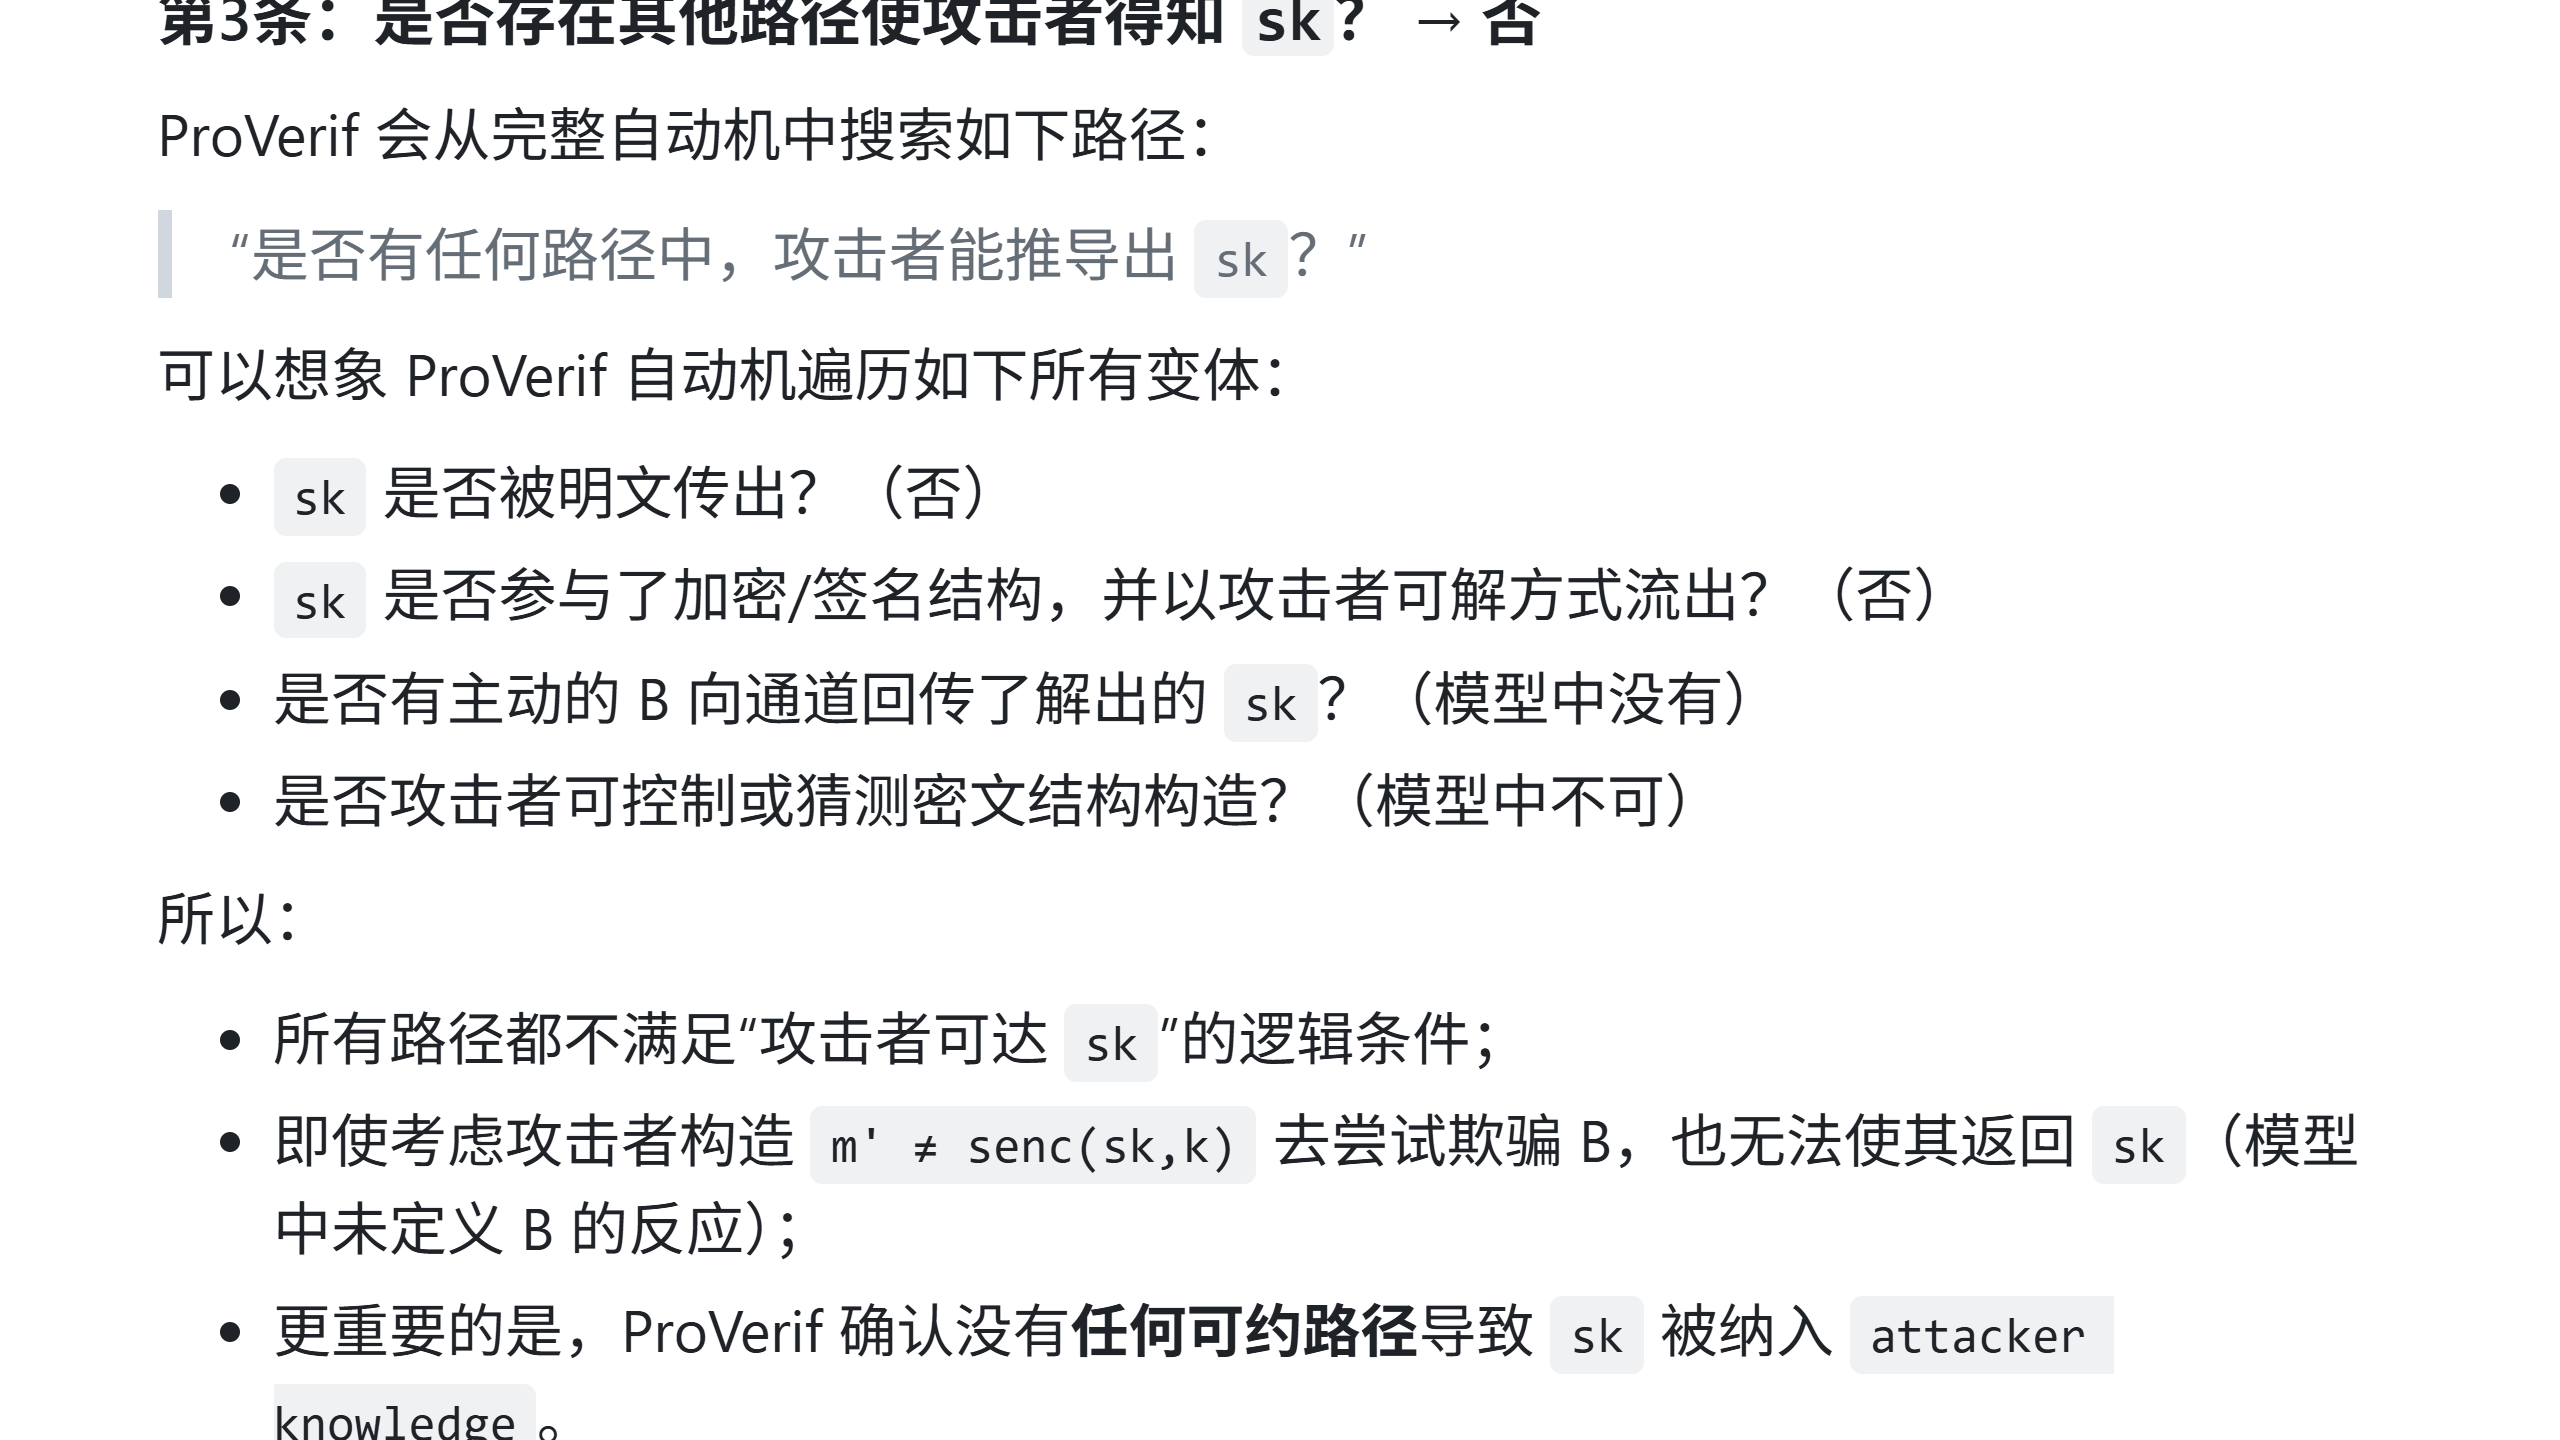 第3条：是否存在其他路径使攻击者得知 sk？ → 否
ProVerif 会从完整自动机中搜索如下路径：
“是否有任何路径中，攻击者能推导出 sk？”
可以想象 ProVerif 自动机遍历如下所有变体：
• sk 是否被明文传出？（否）
• sk 是否参与了加密/签名结构，并以攻击者可解方式流出？（否）
• 是否有主动的 B 向通道回传了解出的 sk？（模型中没有）
• 是否攻击者可控制或猜测密文结构构造？（模型中不可）
所以：
• 所有路径都不满足“攻击者可达 sk”的逻辑条件；
• 即使考虑攻击者构造 m' ≠ senc(sk,k) 去尝试欺骗 B，也无法使其返回 sk（模型
中未定义 B 的反应）；
• 更重要的是，ProVerif 确认没有任何可约路径导致 sk 被纳入 attacker
knowledge。